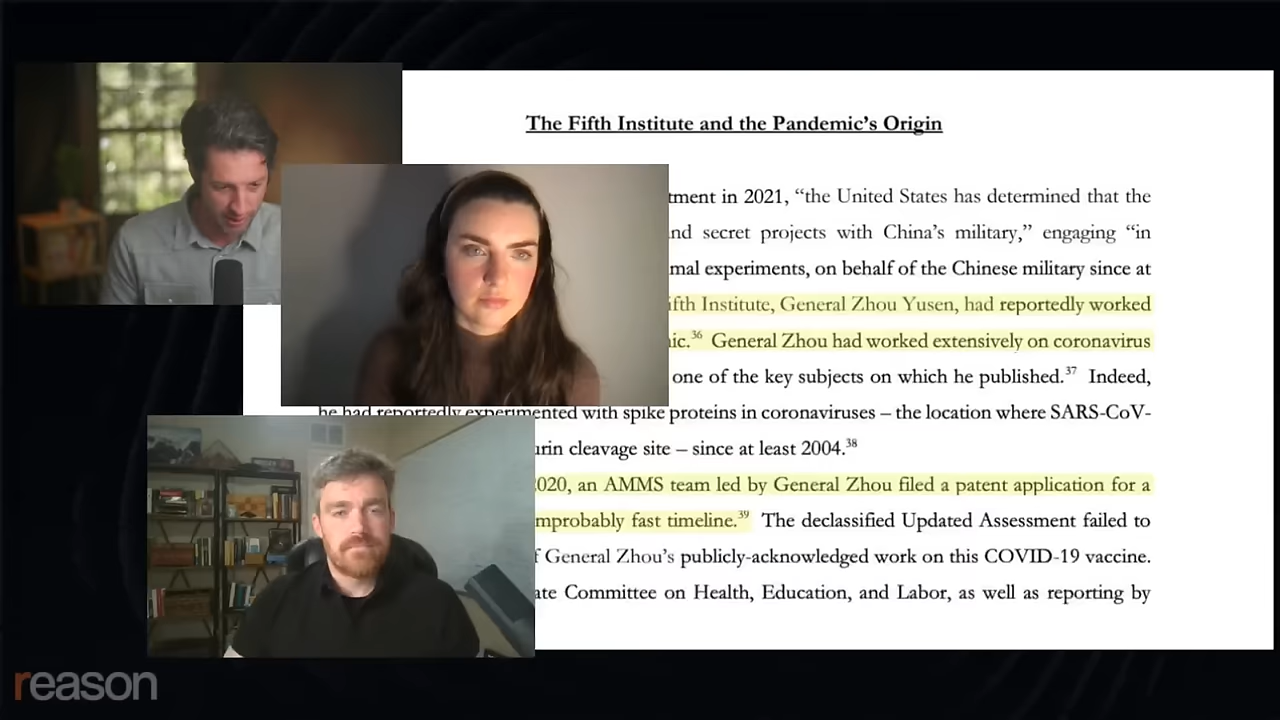 The Fifth Institute and the Pandemic's Origin
tment in 2021, “the United States has determined that the
nd secret projects with China's military,” engaging “in
mal experiments, on behalf of the Chinese military since at
ifth Institute, General Zhou Yusen, had reportedly worked
ic.36 General Zhou had worked extensively on coronavirus
one of the key subjects on which he published.37 Indeed,
he had reportedly experimented with spike proteins in coronaviruses – the location where SARS-CoV-
urin cleavage site – since at least 2004.38
2020, an AMMS team led by General Zhou filed a patent application for a
mprobably fast timeline.39 The declassified Updated Assessment failed to
f General Zhou's publicly-acknowledged work on this COVID-19 vaccine.
ate Committee on Health, Education, and Labor, as well as reporting by
reason